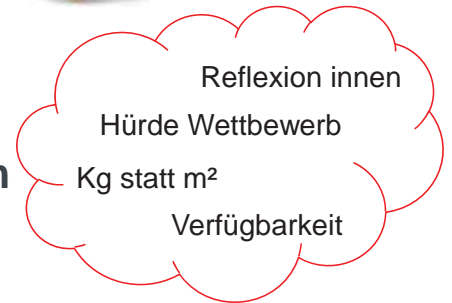 Reflexion innen
Hürde Wettbewerb
n Kg statt m²
Verfügbarkeit